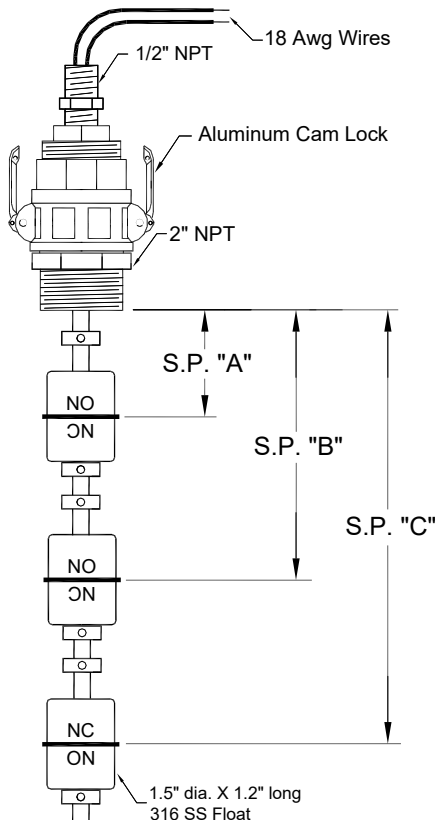 18 Awg Wires
1/2" NPT
Aluminum Cam Lock
2" NPT
S.P. "A"
NO
NC
S.P. "B"
NO
NC
S.P. "C"
NC
NO
1.5" dia. X 1.2" long
316 SS Float